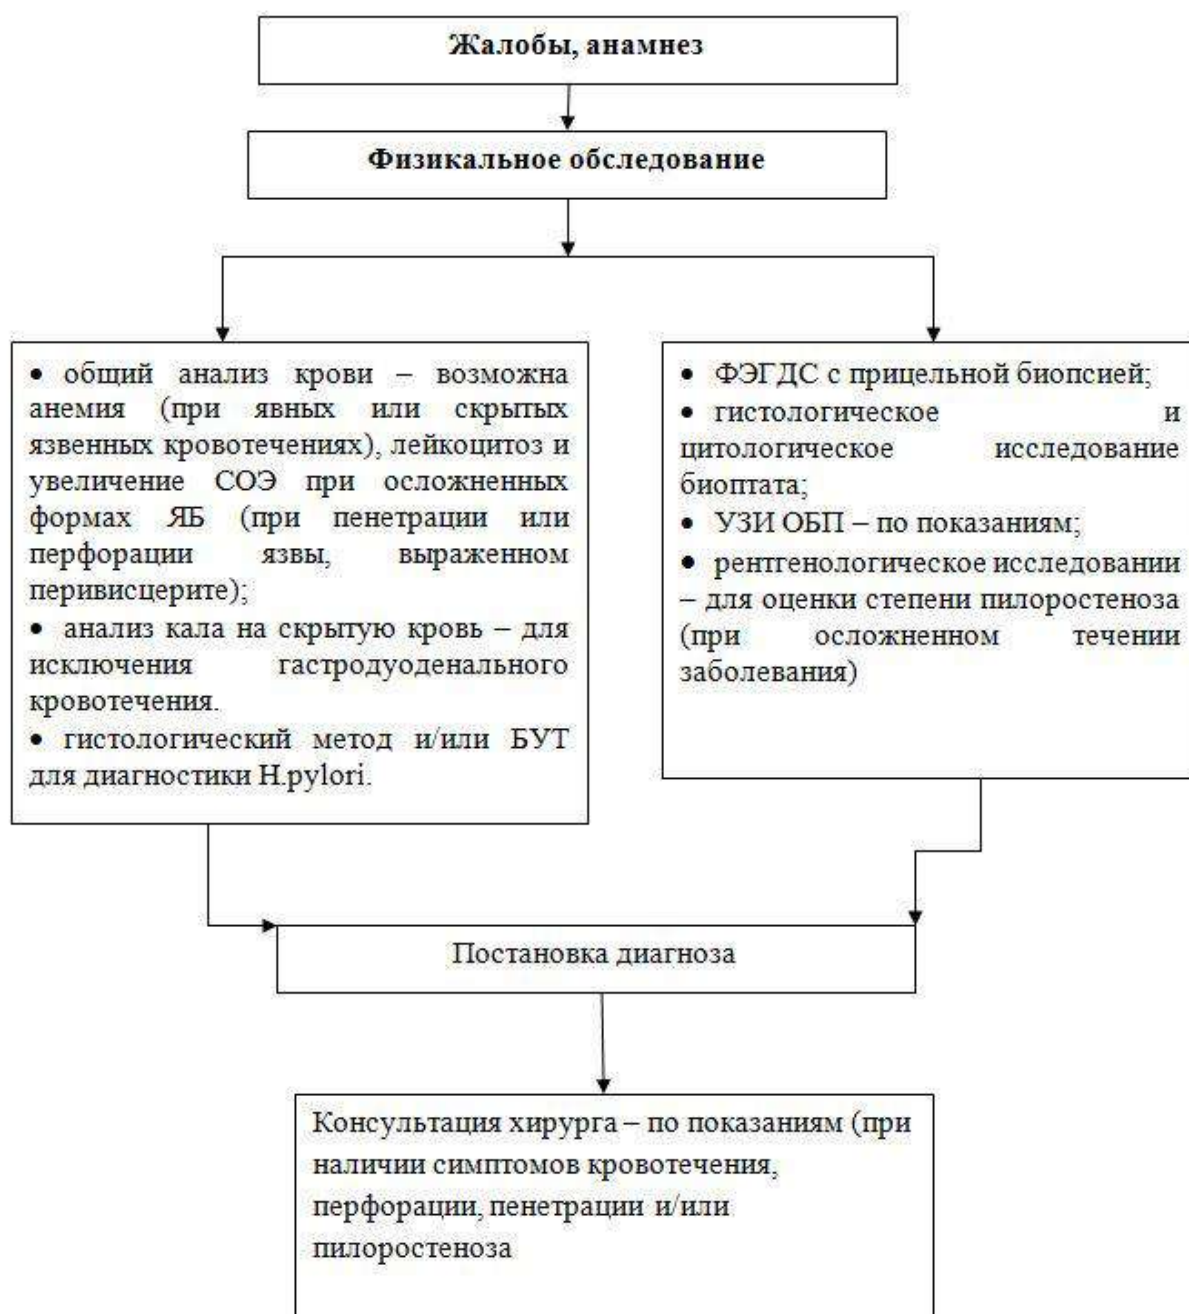 Жалобы, анамнез
Физикальное обследование
• общий анализ крови – возможна
анемия (при явных или скрытых
язвенных кровотечениях), лейкоцитоз и
увеличение СОЭ при осложненных
формах ЯБ (при пенетрации или
перфорации язвы, выраженном
перивисцерите);
• анализ кала на скрытую кровь – для
исключения гастродуоденального
кровотечения.
• гистологический метод и/или БУТ
для диагностики H.pylori.
• ФЭГДС с прицельной биопсией;
• гистологическое и
цитологическое исследование
биоптата;
• УЗИ ОБП – по показаниям;
• рентгенологическое исследовании
– для оценки степени пилоростеноза
(при осложненном течении
заболевания)
Постановка диагноза
Консультация хирурга – по показаниям (при
наличии симптомов кровотечения,
перфорации, пенетрации и/или
пилоростеноза